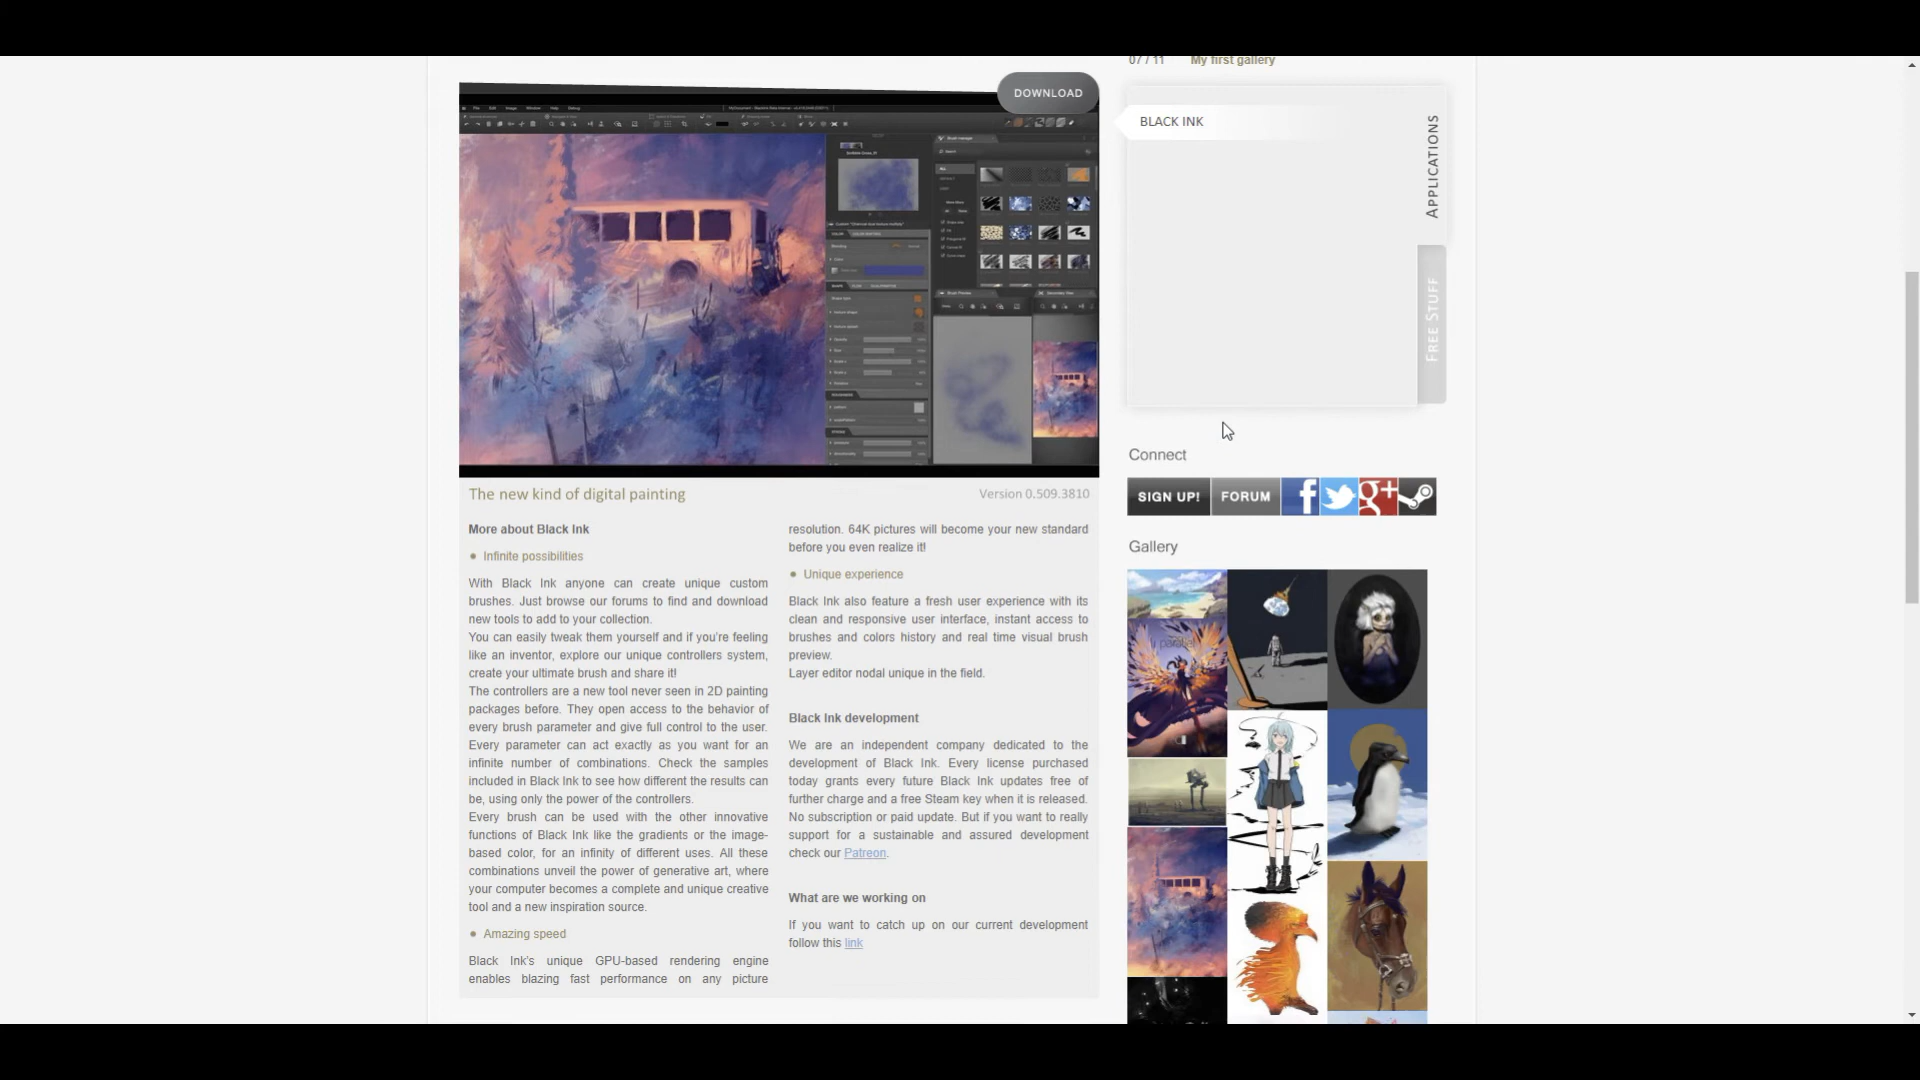 07 / 11 My first gallery
DOWNLOAD
BLACK INK
APPLICATIONS
FREE STUFF
The new kind of digital painting
Version 0.509.3810
More about Black Ink
Infinite possibilities
With Black Ink anyone can create unique custom
brushes. Just browse our forums to find and download
new tools to add to your collection.
You can easily tweak them yourself and if you're feeling
like an inventor, explore our unique controllers system,
create your ultimate brush and share it!
The controllers are a new tool never seen in 2D painting
packages before. They open access to the behavior of
every brush parameter and give full control to the user.
Every parameter can act exactly as you want for an
infinite number of combinations. Check the samples
included in Black Ink to see how different the results can
be, using only the power of the controllers.
Every brush can be used with the other innovative
functions of Black Ink like the gradients or the image-
based color, for an infinity of different uses. All these
combinations unveil the power of generative art, where
your computer becomes a complete and unique creative
tool and a new inspiration source.
Amazing speed
Black Ink's unique GPU-based rendering engine
enables blazing fast performance on any picture
resolution. 64K pictures will become your new standard
before you even realize it!
Unique experience
Black Ink also feature a fresh user experience with its
clean and responsive user interface, instant access to
brushes and colors history and real time visual brush
preview.
Layer editor nodal unique in the field.
Black Ink development
We are an independent company dedicated to the
development of Black Ink. Every license purchased
today grants every future Black Ink updates free of
further charge and a free Steam key when it is released.
No subscription or paid update. But if you want to really
support for a sustainable and assured development
check our Patreon.
What are we working on
If you want to catch up on our current development
follow this link
Connect
SIGN UP!
FORUM
f
g+
Gallery